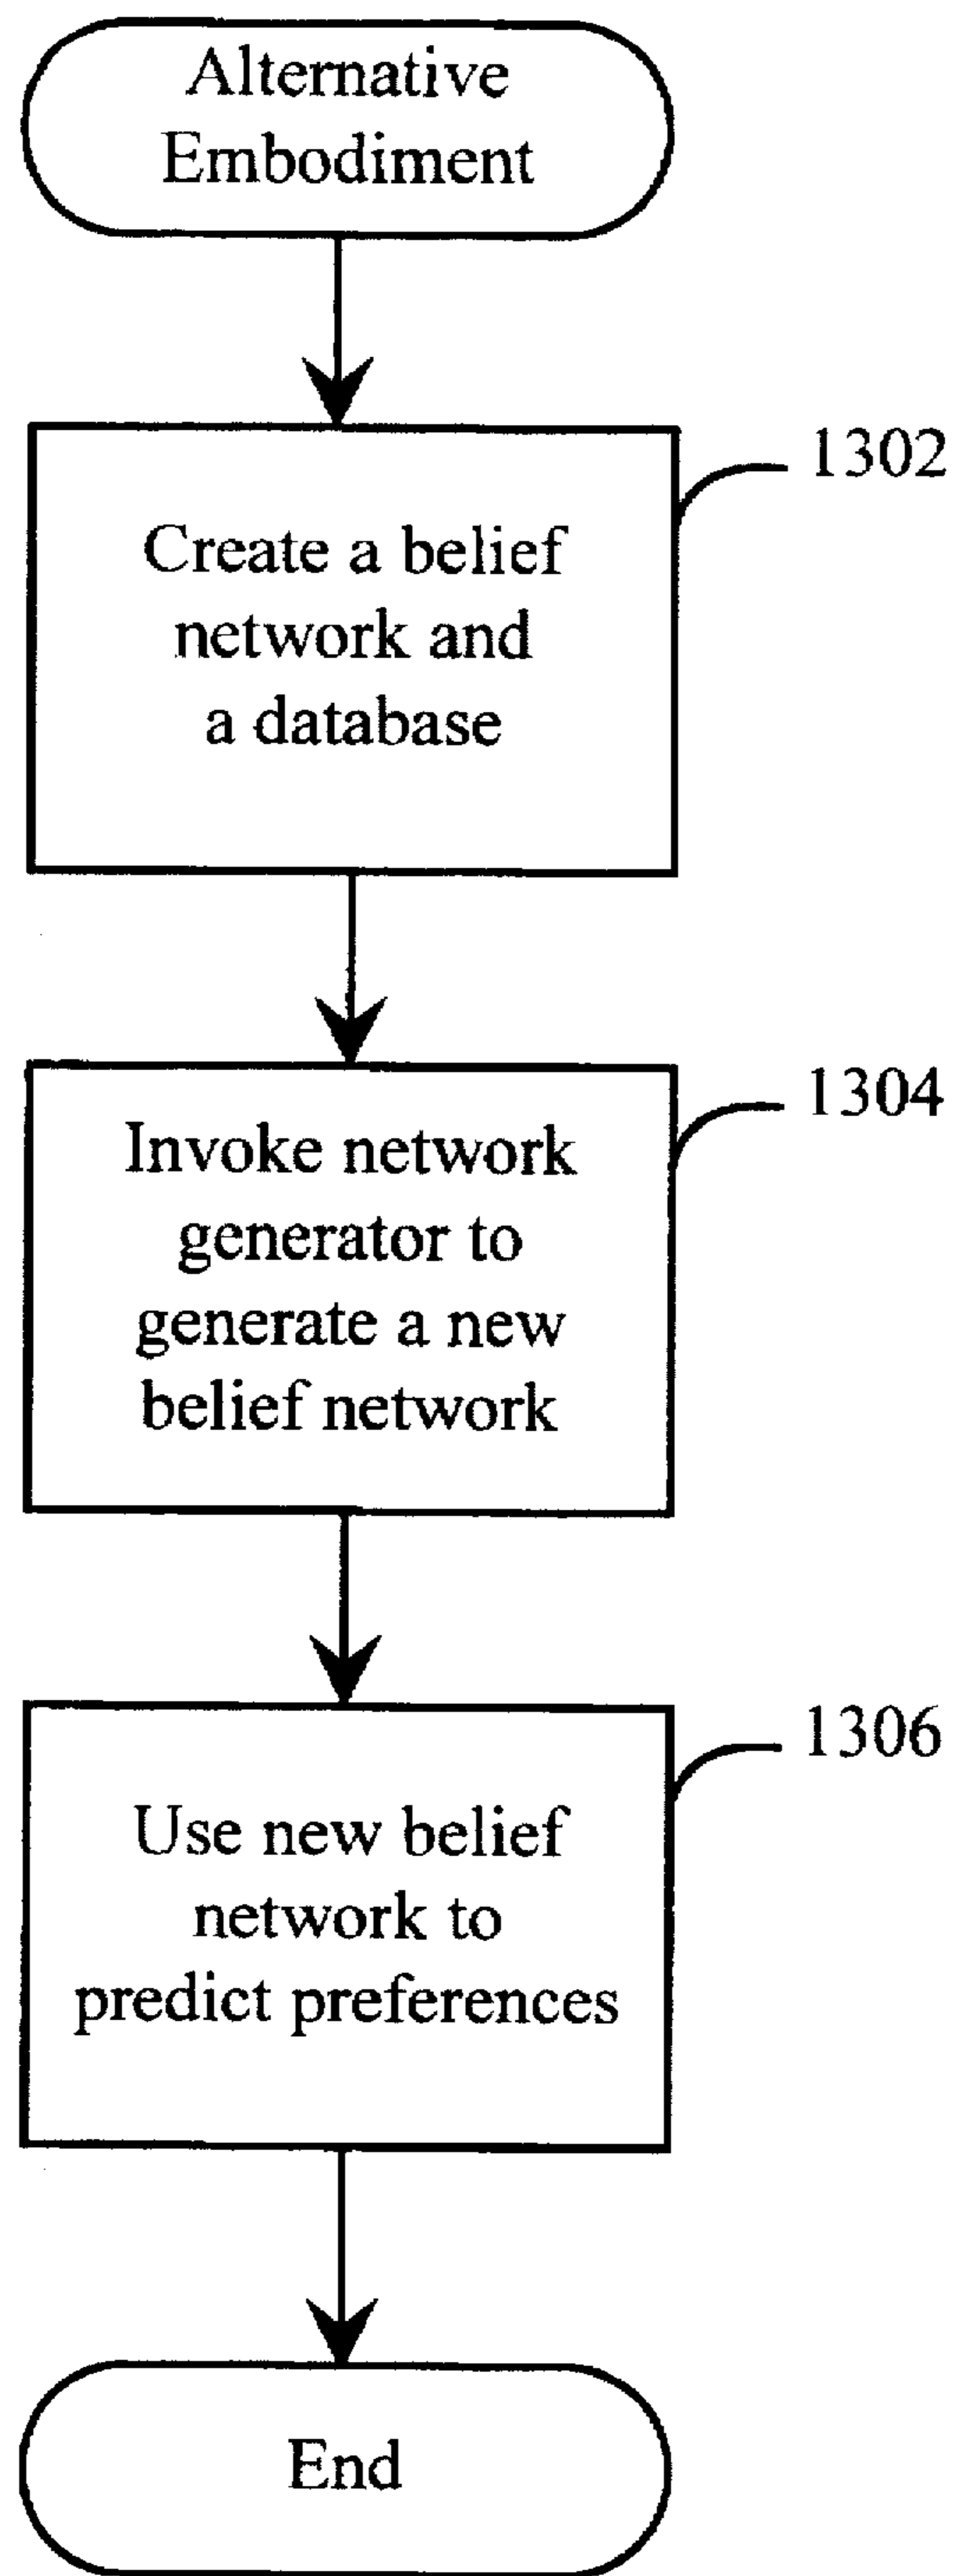 Alternative
Embodiment
1302
Create a belief
network and
a database
1304
Invoke network
generator to
generate a new
belief network
1306
Use new belief
network to
predict preferences
End